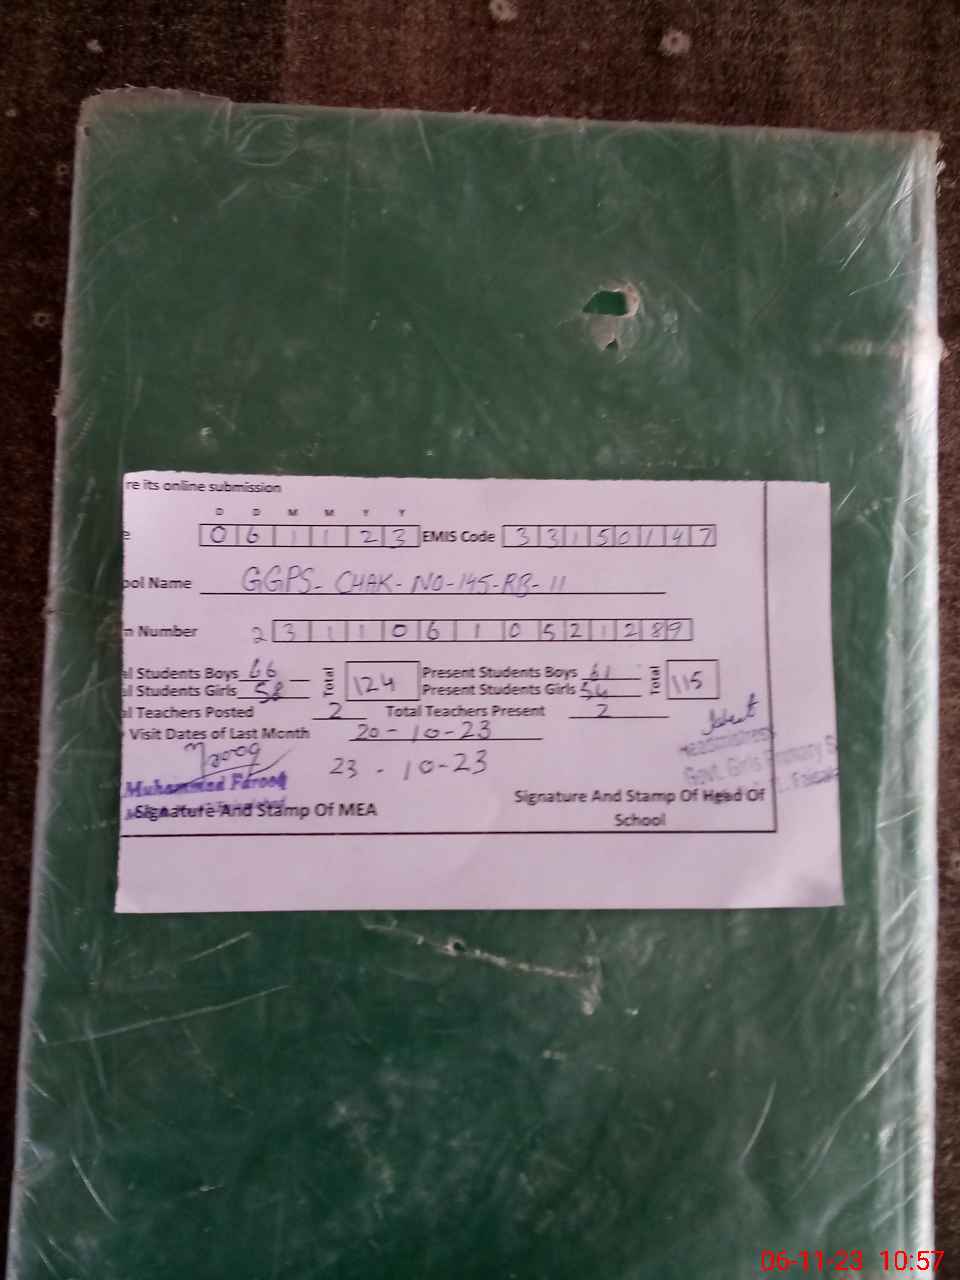 re its online submission
D D M M Y Y
e 0 6 1 1 2 3 EMIS Code 3 3 1 5 0 1 4 7
ool Name GGPS- CHAK- NO-145-RB-11
n Number 2 3 1 1 0 6 1 0 5 2 1 2 8 9
al Students Boys 66 Total 124 Present Students Boys 61 Total 115
al Students Girls 58 Present Students Girls 54
al Teachers Posted 2 Total Teachers Present 2
Visit Dates of Last Month 20-10-23
23-10-23
Farooq
Muhammad Farooq
Headmistress
Govt. Girls Primary S
Faisal
Signature And Stamp Of MEA
Signature And Stamp Of Head Of
School
06-11-23 10:57